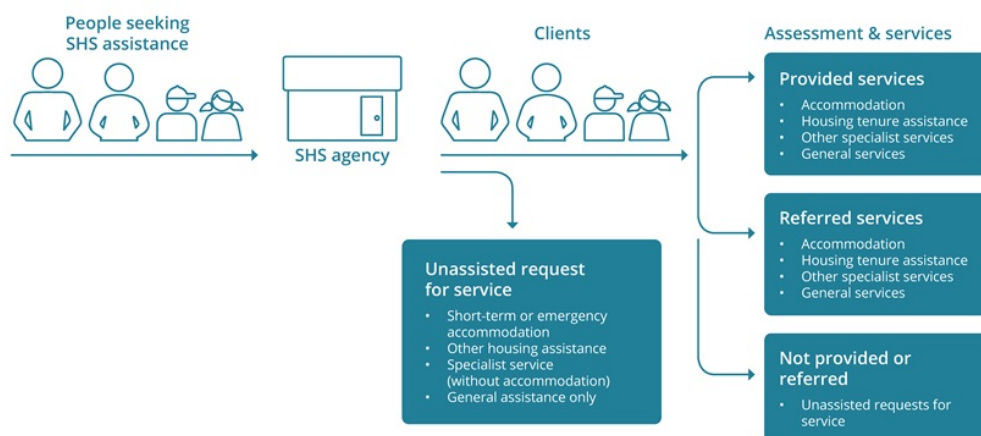 People seeking
SHS assistance
SHS agency
Clients
Unassisted request
for service
• Short-term or emergency
accommodation
• Other housing assistance
• Specialist service
(without accommodation)
• General assistance only
Assessment & services
Provided services
• Accommodation
• Housing tenure assistance
• Other specialist services
• General services
Referred services
• Accommodation
• Housing tenure assistance
• Other specialist services
• General services
Not provided or
referred
• Unassisted requests for
service